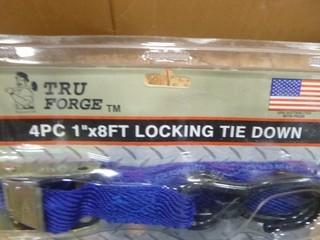 TRU
FORGE TM
4PC 1"x8FT LOCKING TIE DOWN